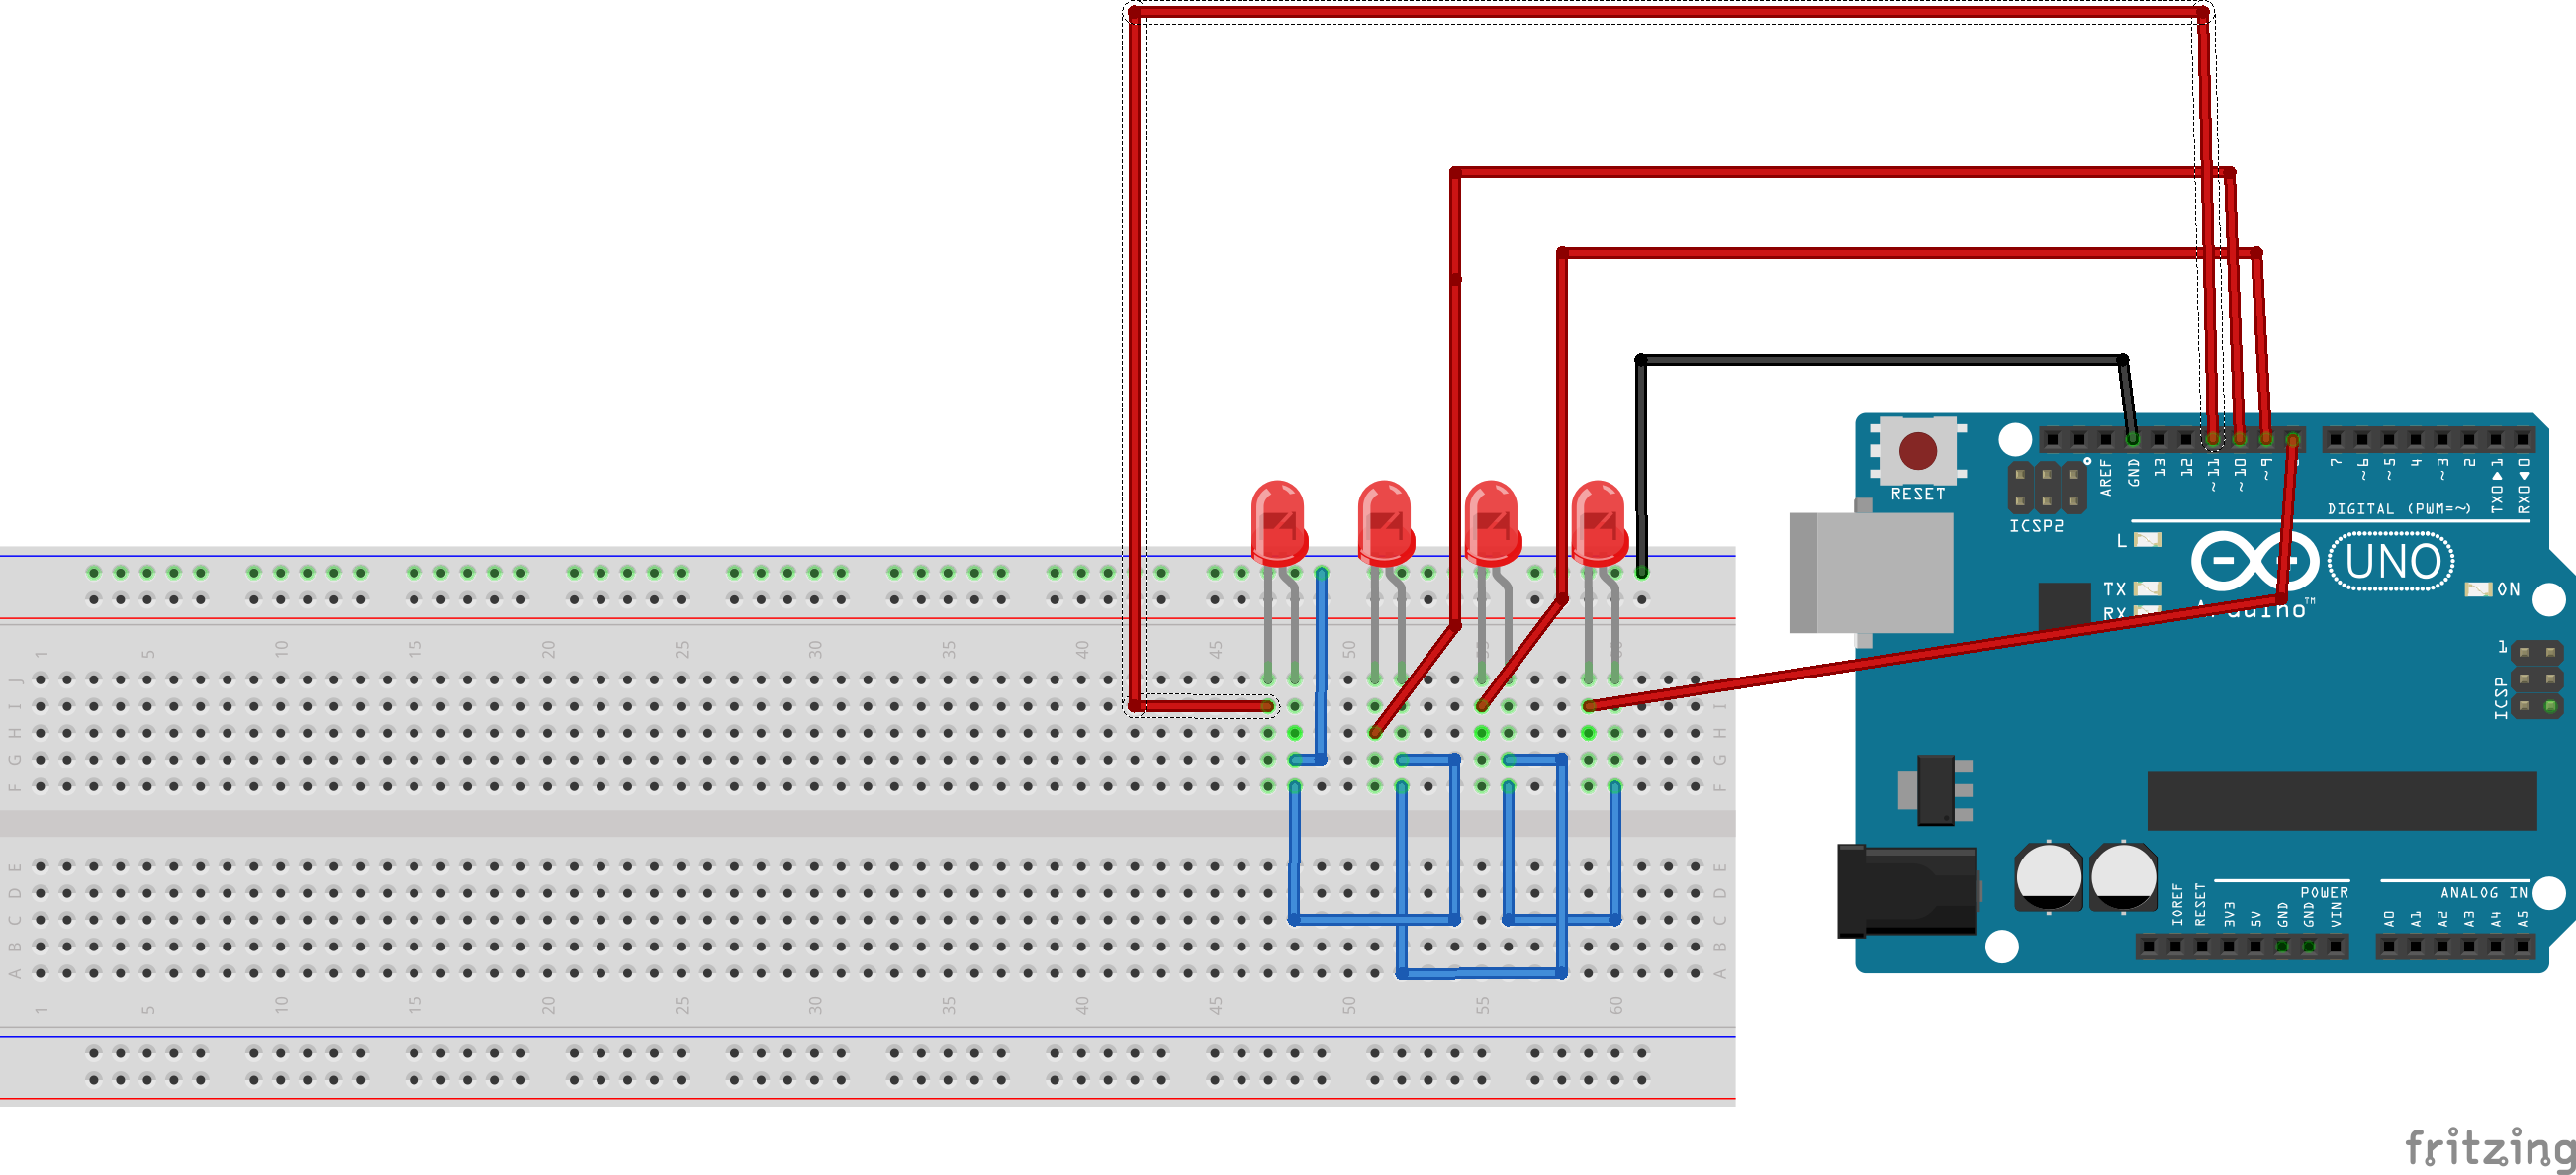 RESET
ICSP2
AREF
GND
13
12
~11
~10
~9
7
~6
~5
4
~3
2
TX0▶1
RX0◀0
DIGITAL (PWM=~)
L
TX
RX
UNO
ON
Arduino™
1
ICSP
1 5 10 15 20 25 30 35 40 45 50 55 60
J J
I I
H H
G G
F F
E E
D D
C C
B B
A A
1 5 10 15 20 25 30 35 40 45 50 55 60
POWER
ANALOG IN
IOREF
RESET
3V3
5V
GND
GND
VIN
A0
A1
A2
A3
A4
A5
fritzing